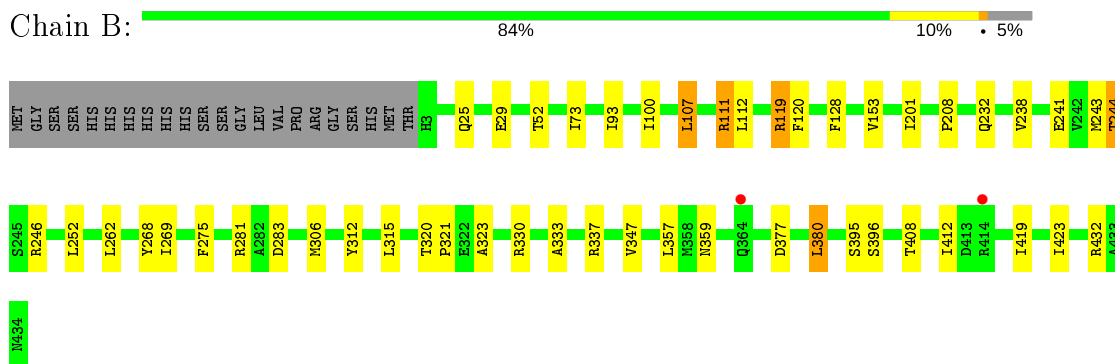 Chain B:
84% 10% • 5%
MET GLY SER SER HIS HIS HIS HIS HIS HIS SER SER GLY LEU VAL PRO ARG GLY SER HIS MET THR H3 Q25 E29 T52 I73 I93 I100 L107 R111 L112 R119 F120 F128 V153 I201 P208 Q232 V238 E241 V242 M243 T244
S245 R246 L252 L262 Y268 I269 F275 R281 A282 D283 M306 Y312 L315 T320 P321 E322 A323 R330 A333 R337 V347 L357 M358 N359 Q364 D377 L380 S395 S396 T408 I412 D413 R414 I419 I423 R432 A433
N434